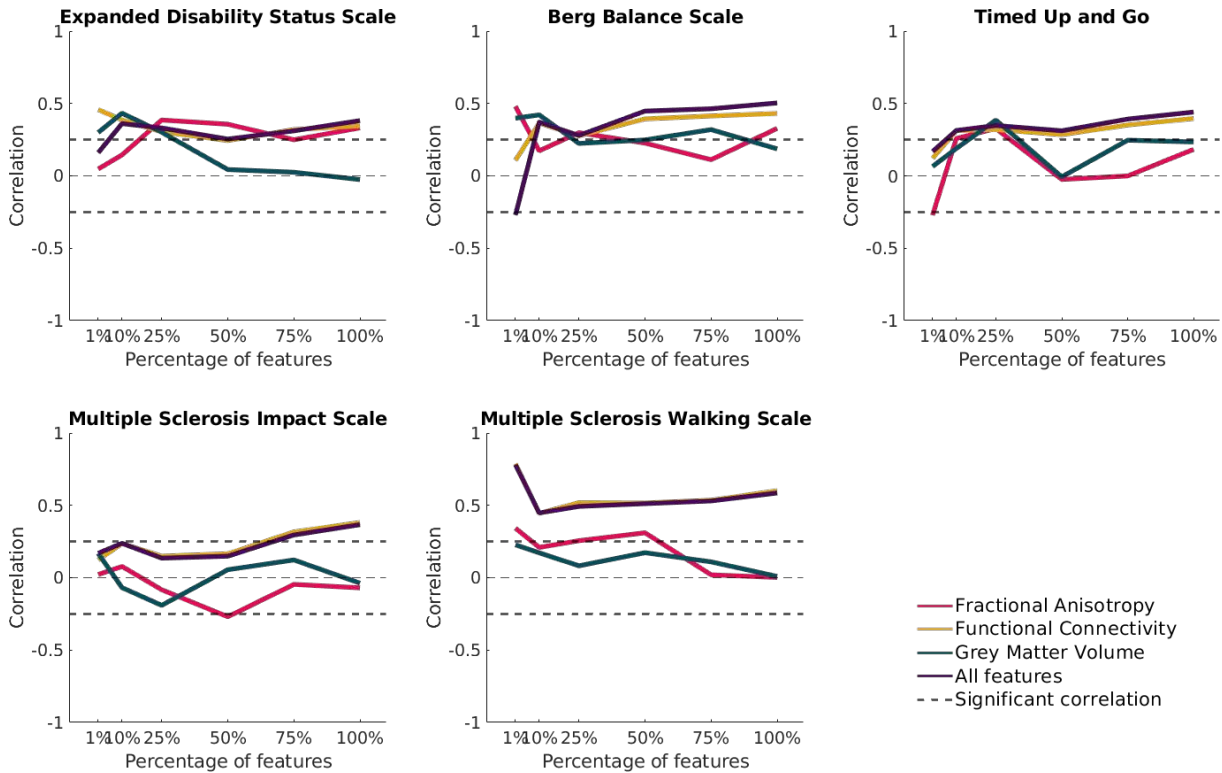 Expanded Disability Status Scale
1
0.5
0
-0.5
-1
Correlation
1% 10% 25% 50% 75% 100%
Percentage of features
Berg Balance Scale
1
0.5
0
-0.5
-1
Correlation
1% 10% 25% 50% 75% 100%
Percentage of features
Timed Up and Go
1
0.5
0
-0.5
-1
Correlation
1% 10% 25% 50% 75% 100%
Percentage of features
Multiple Sclerosis Impact Scale
1
0.5
0
-0.5
-1
Correlation
1% 10% 25% 50% 75% 100%
Percentage of features
Multiple Sclerosis Walking Scale
1
0.5
0
-0.5
-1
Correlation
1% 10% 25% 50% 75% 100%
Percentage of features
Fractional Anisotropy
Functional Connectivity
Grey Matter Volume
All features
Significant correlation